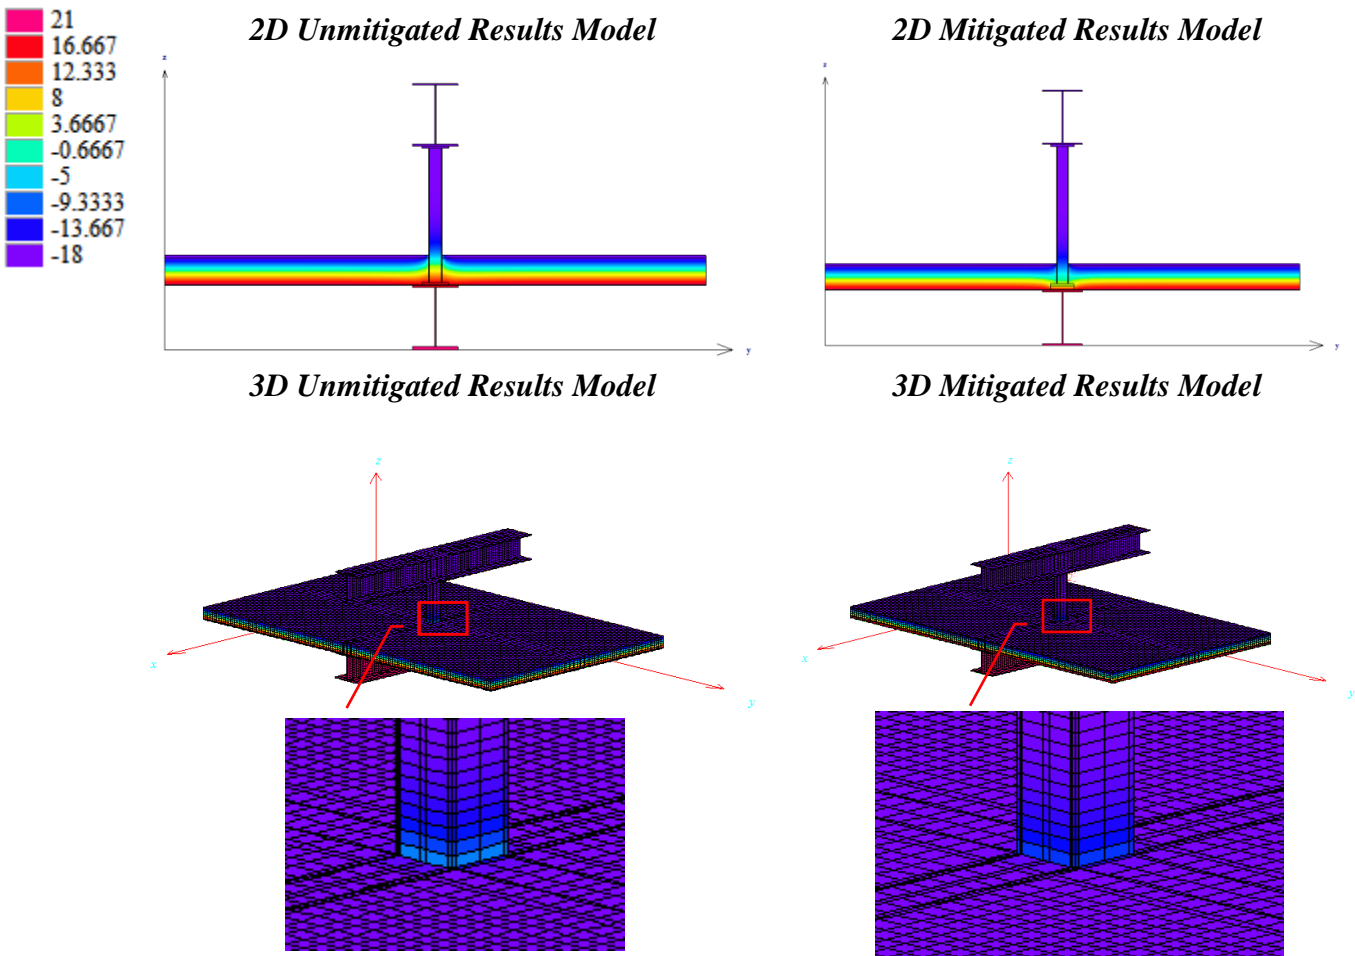 21
16.667
12.333
8
3.6667
-0.6667
-5
-9.3333
-13.667
-18
2D Unmitigated Results Model
2D Mitigated Results Model
z
y
z
y
3D Unmitigated Results Model
3D Mitigated Results Model
z
x
y
z
x
y